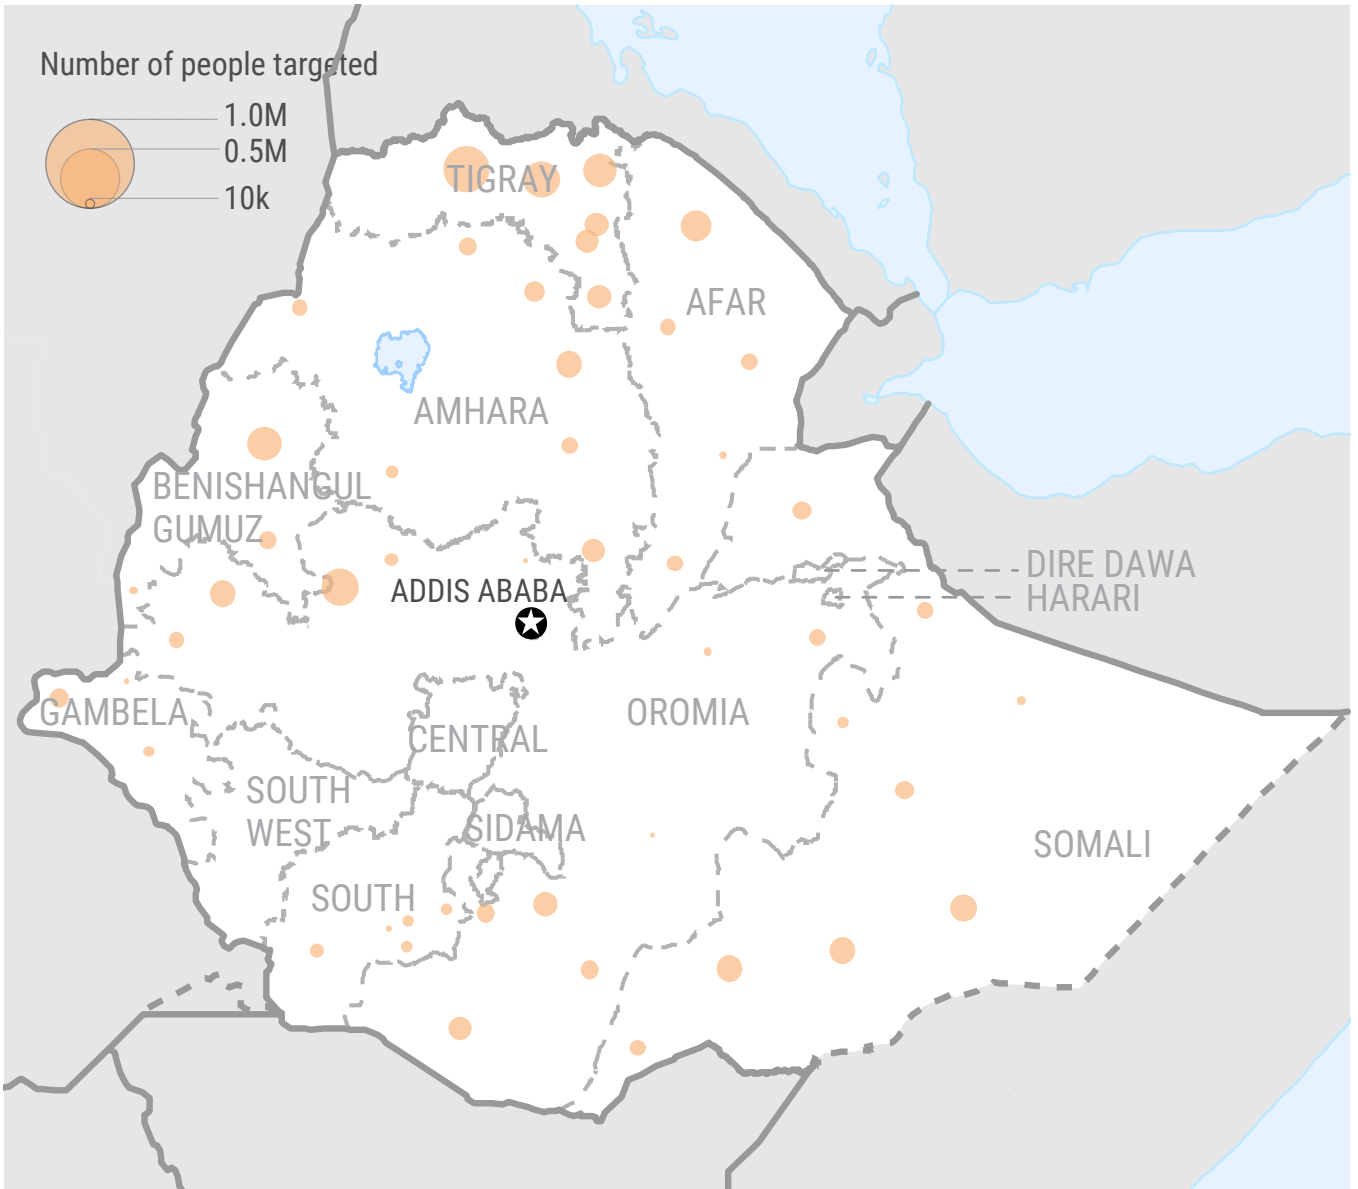 Number of people targeted
1.0M
0.5M
10k
TIGRAY
AFAR
AMHARA
BENISHANGUL
GUMUZ
ADDIS ABABA
DIRE DAWA
HARARI
GAMBELA
OROMIA
CENTRAL
SOUTH
WEST
SIDAMA
SOMALI
SOUTH